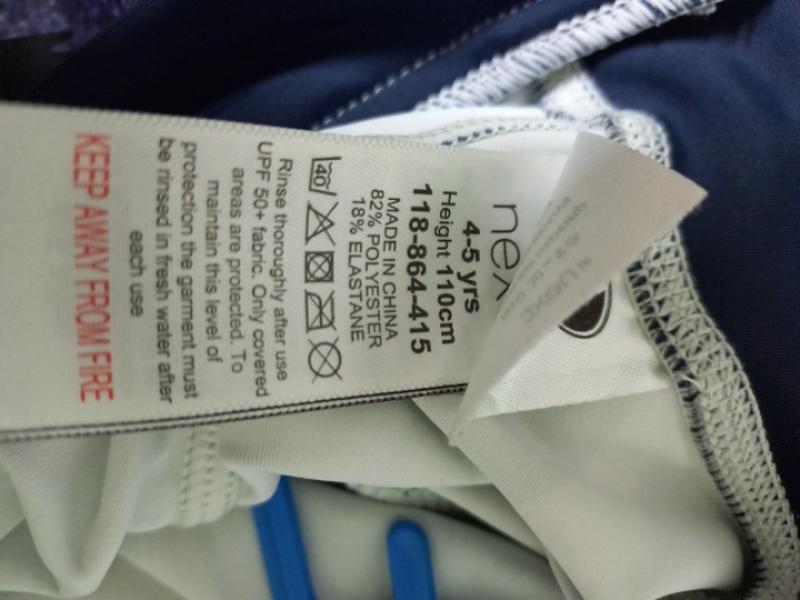 nex
4-5 yrs
Height 110cm
118-864-415
MADE IN CHINA
82% POLYESTER
18% ELASTANE
40
Rinse thoroughly after use
UPF 50+ fabric. Only covered
areas are protected. To
maintain this level of
protection the garment must
be rinsed in fresh water after
each use
KEEP AWAY FROM FIRE